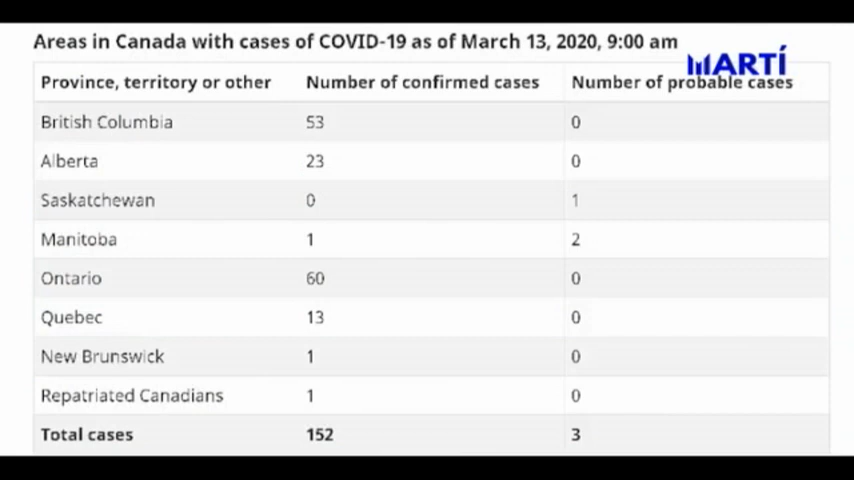 Areas in Canada with cases of COVID-19 as of March 13, 2020, 9:00 am
MARTÍ
Province, territory or other Number of confirmed cases Number of probable cases
British Columbia 53 0
Alberta 23 0
Saskatchewan 0 1
Manitoba 1 2
Ontario 60 0
Quebec 13 0
New Brunswick 1 0
Repatriated Canadians 1 0
Total cases 152 3